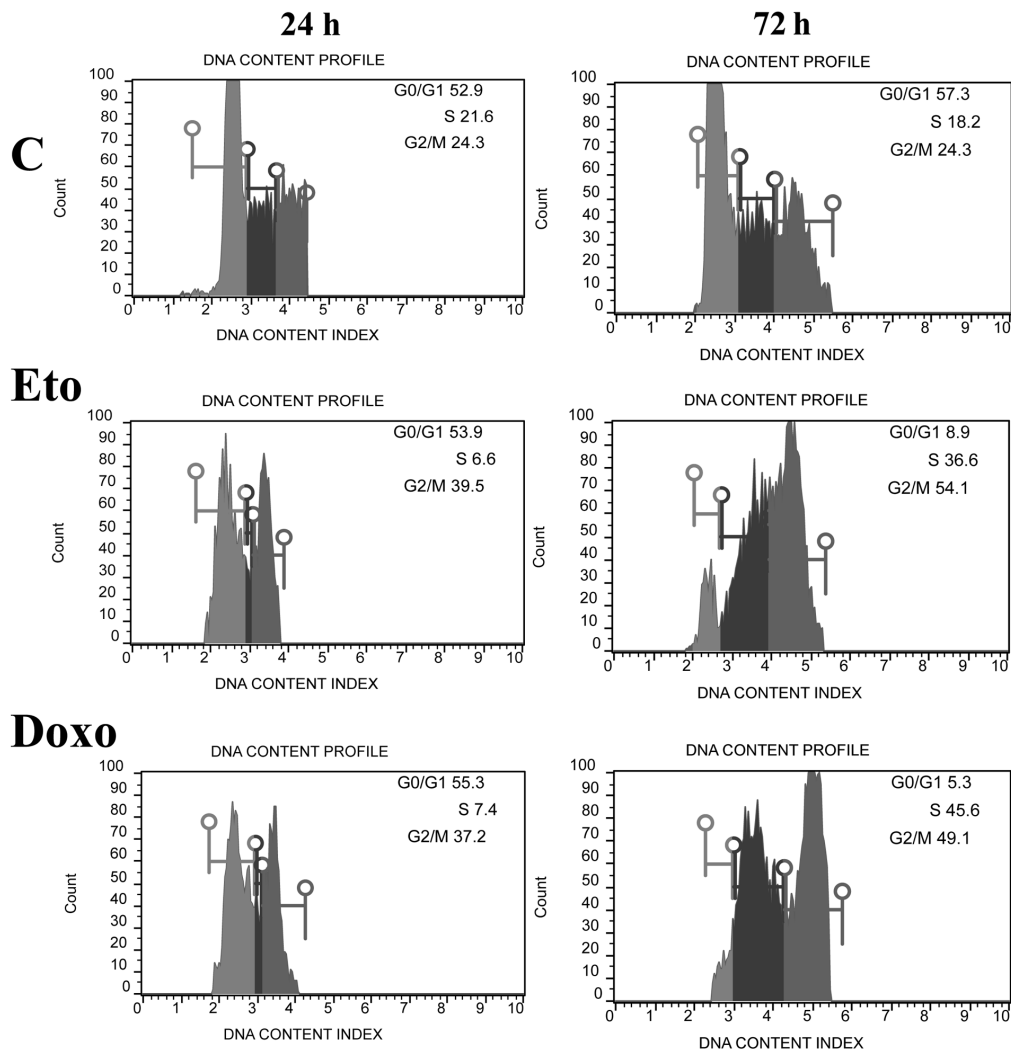 24 h
72 h
C
DNA CONTENT PROFILE
G0/G1 52.9
S 21.6
G2/M 24.3
Count
100
90
80
70
60
50
40
30
20
10
0
0 1 2 3 4 5 6 7 8 9 10
DNA CONTENT INDEX
DNA CONTENT PROFILE
G0/G1 57.3
S 18.2
G2/M 24.3
Count
100
90
80
70
60
50
40
30
20
10
0
0 1 2 3 4 5 6 7 8 9 10
DNA CONTENT INDEX
Eto
DNA CONTENT PROFILE
G0/G1 53.9
S 6.6
G2/M 39.5
Count
100
90
80
70
60
50
40
30
20
10
0
0 1 2 3 4 5 6 7 8 9 10
DNA CONTENT INDEX
DNA CONTENT PROFILE
G0/G1 8.9
S 36.6
G2/M 54.1
Count
100
90
80
70
60
50
40
30
20
10
0
0 1 2 3 4 5 6 7 8 9 10
DNA CONTENT INDEX
Doxo
DNA CONTENT PROFILE
G0/G1 55.3
S 7.4
G2/M 37.2
Count
100
90
80
70
60
50
40
30
20
10
0
0 1 2 3 4 5 6 7 8 9 10
DNA CONTENT INDEX
DNA CONTENT PROFILE
G0/G1 5.3
S 45.6
G2/M 49.1
Count
100
90
80
70
60
50
40
30
20
10
0
0 1 2 3 4 5 6 7 8 9 10
DNA CONTENT INDEX